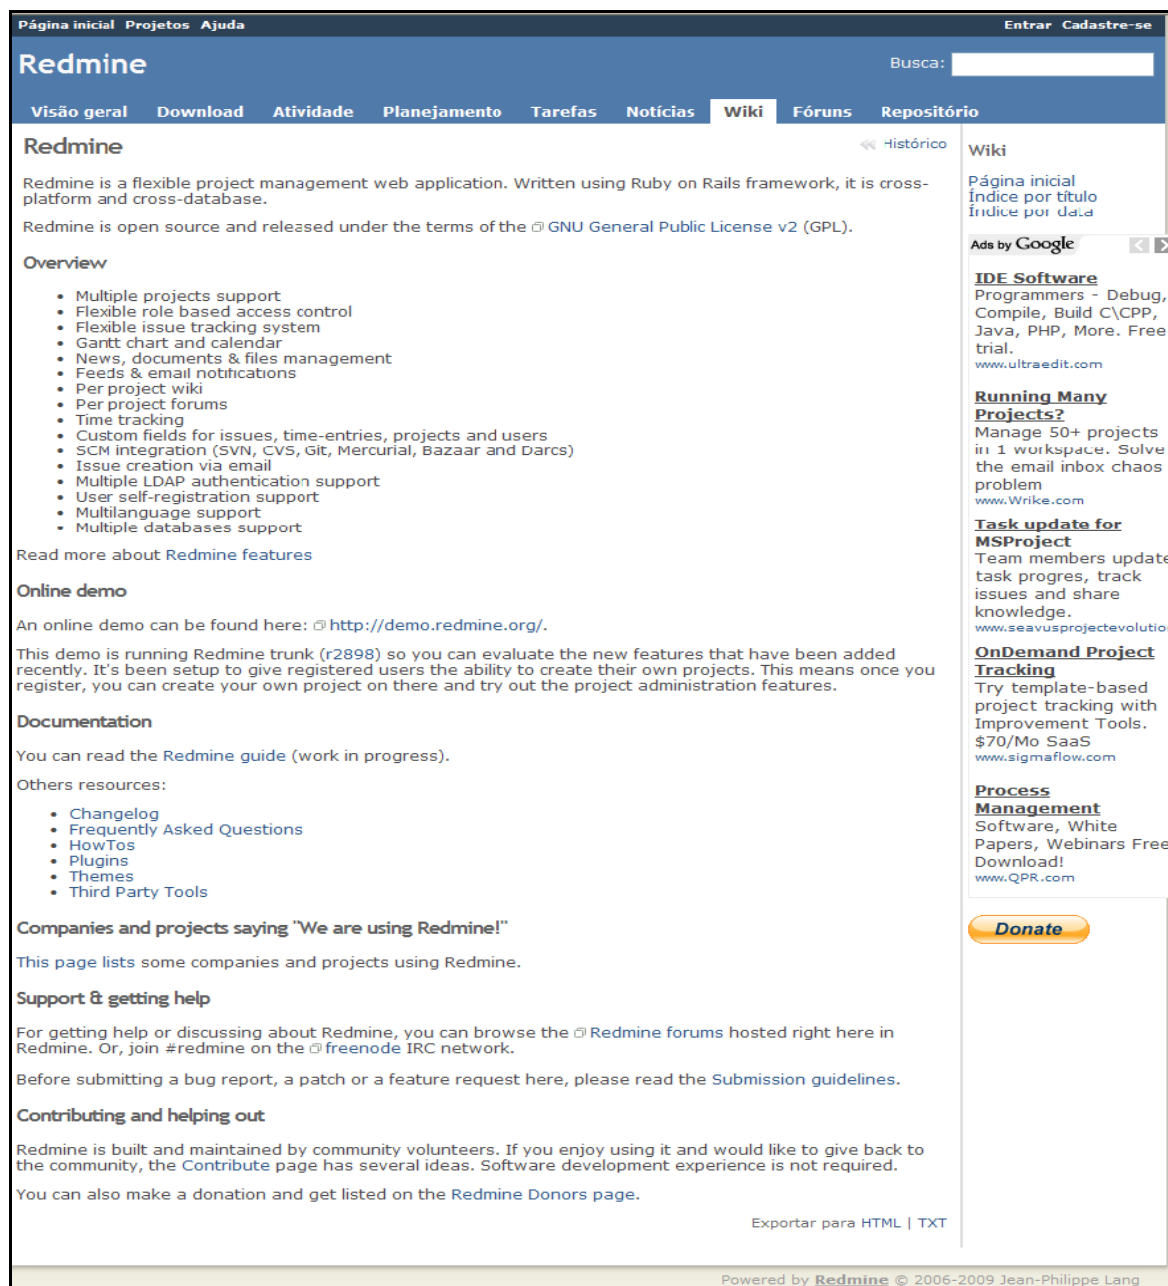 Página inicial Projetos Ajuda
Entrar Cadastre-se
Redmine
Busca:
Visão geral Download Atividade Planejamento Tarefas Notícias Wiki Fóruns Repositório
Redmine
« Histórico
Redmine is a flexible project management web application. Written using Ruby on Rails framework, it is cross-
platform and cross-database.
Redmine is open source and released under the terms of the GNU General Public License v2 (GPL).
Overview
• Multiple projects support
• Flexible role based access control
• Flexible issue tracking system
• Gantt chart and calendar
• News, documents & files management
• Feeds & email notifications
• Per project wiki
• Per project forums
• Time tracking
• Custom fields for issues, time-entries, projects and users
• SCM integration (SVN, CVS, Git, Mercurial, Bazaar and Darcs)
• Issue creation via email
• Multiple LDAP authentication support
• User self-registration support
• Multilanguage support
• Multiple databases support
Read more about Redmine features
Online demo
An online demo can be found here: http://demo.redmine.org/.
This demo is running Redmine trunk (r2898) so you can evaluate the new features that have been added
recently. It's been setup to give registered users the ability to create their own projects. This means once you
register, you can create your own project on there and try out the project administration features.
Documentation
You can read the Redmine guide (work in progress).
Others resources:
• Changelog
• Frequently Asked Questions
• HowTos
• Plugins
• Themes
• Third Party Tools
Companies and projects saying "We are using Redmine!"
This page lists some companies and projects using Redmine.
Support & getting help
For getting help or discussing about Redmine, you can browse the Redmine forums hosted right here in
Redmine. Or, join #redmine on the freenode IRC network.
Before submitting a bug report, a patch or a feature request here, please read the Submission guidelines.
Contributing and helping out
Redmine is built and maintained by community volunteers. If you enjoy using it and would like to give back to
the community, the Contribute page has several ideas. Software development experience is not required.
You can also make a donation and get listed on the Redmine Donors page.
Exportar para HTML | TXT
Wiki
Página inicial
Índice por título
Índice por data
Ads by Google
IDE Software
Programmers - Debug,
Compile, Build C\CPP,
Java, PHP, More. Free
trial.
www.ultraedit.com
Running Many
Projects?
Manage 50+ projects
in 1 workspace. Solve
the email inbox chaos
problem
www.Wrike.com
Task update for
MSProject
Team members update
task progres, track
issues and share
knowledge.
www.seavusprojectevolutio
OnDemand Project
Tracking
Try template-based
project tracking with
Improvement Tools.
$70/Mo SaaS
www.sigmaflow.com
Process
Management
Software, White
Papers, Webinars Free
Download!
www.QPR.com
Donate
Powered by Redmine © 2006-2009 Jean-Philippe Lang